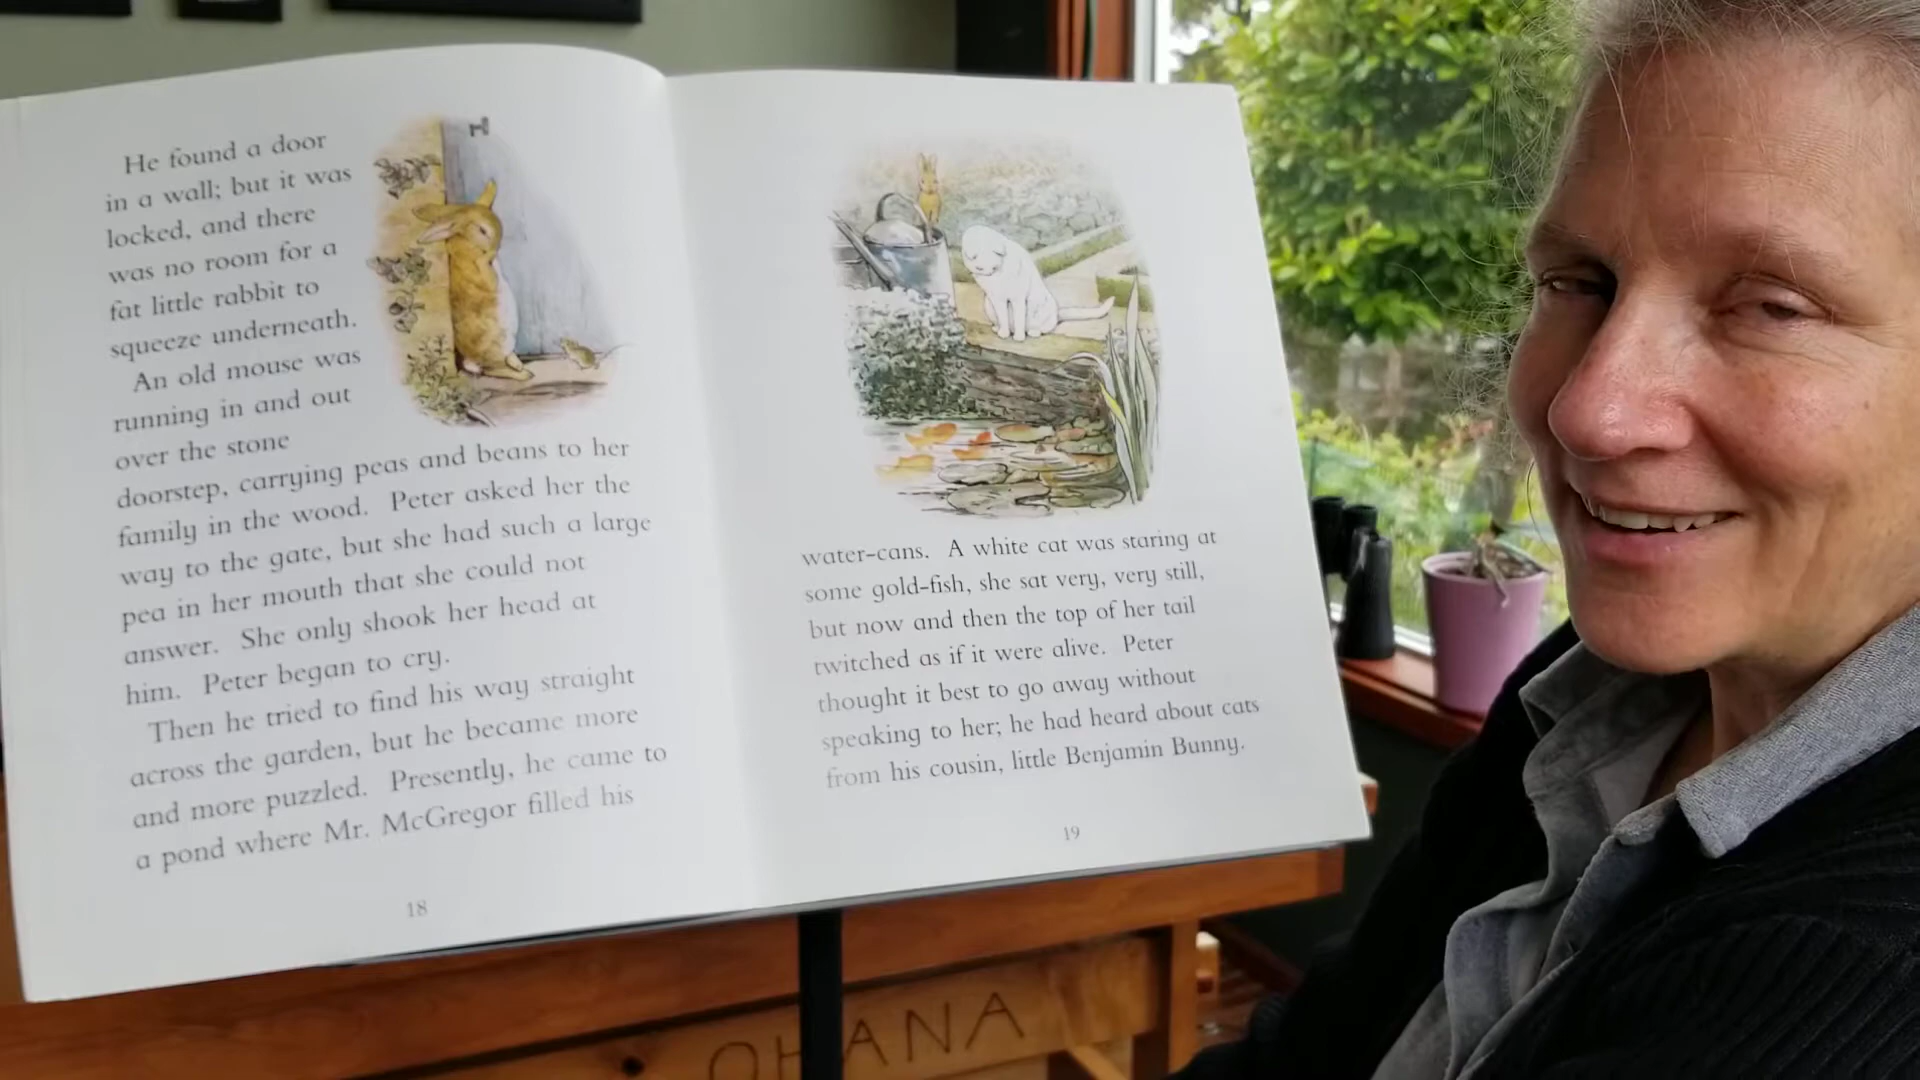 He found a door
in a wall; but it was
locked, and there
was no room for a
fat little rabbit to
squeeze underneath.
An old mouse was
running in and out
over the stone
doorstep, carrying peas and beans to her
family in the wood. Peter asked her the
way to the gate, but she had such a large
pea in her mouth that she could not
answer. She only shook her head at
him. Peter began to cry.
Then he tried to find his way straight
across the garden, but he became more
and more puzzled. Presently, he came to
a pond where Mr. McGregor filled his
18
water-cans. A white cat was staring at
some gold-fish, she sat very, very still,
but now and then the top of her tail
twitched as if it were alive. Peter
thought it best to go away without
speaking to her; he had heard about cats
from his cousin, little Benjamin Bunny.
19
OHANA